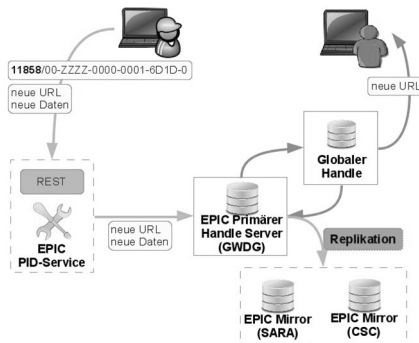 11858/00-ZZZZ-0000-0001-6D1D-0
neue URL
neue Daten
neue URL
REST
EPIC
PID-Service
neue URL
neue Daten
EPIC Primärer
Handle Server
(GWDG)
Globaler
Handle
Replikation
EPIC Mirror
(SARA)
EPIC Mirror
(CSC)